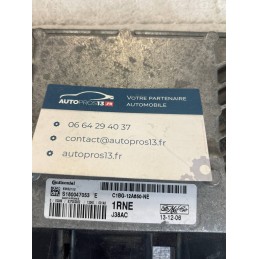 AUTOPROS13.FR
VOTRE PARTENAIRE
AUTOMOBILE
06 64 29 40 37
contact@autopros13.fr
autopros13.fr
Continental
S180047053 E
C1BG-12A650-NE
1RNE
J38AC
13-12-06